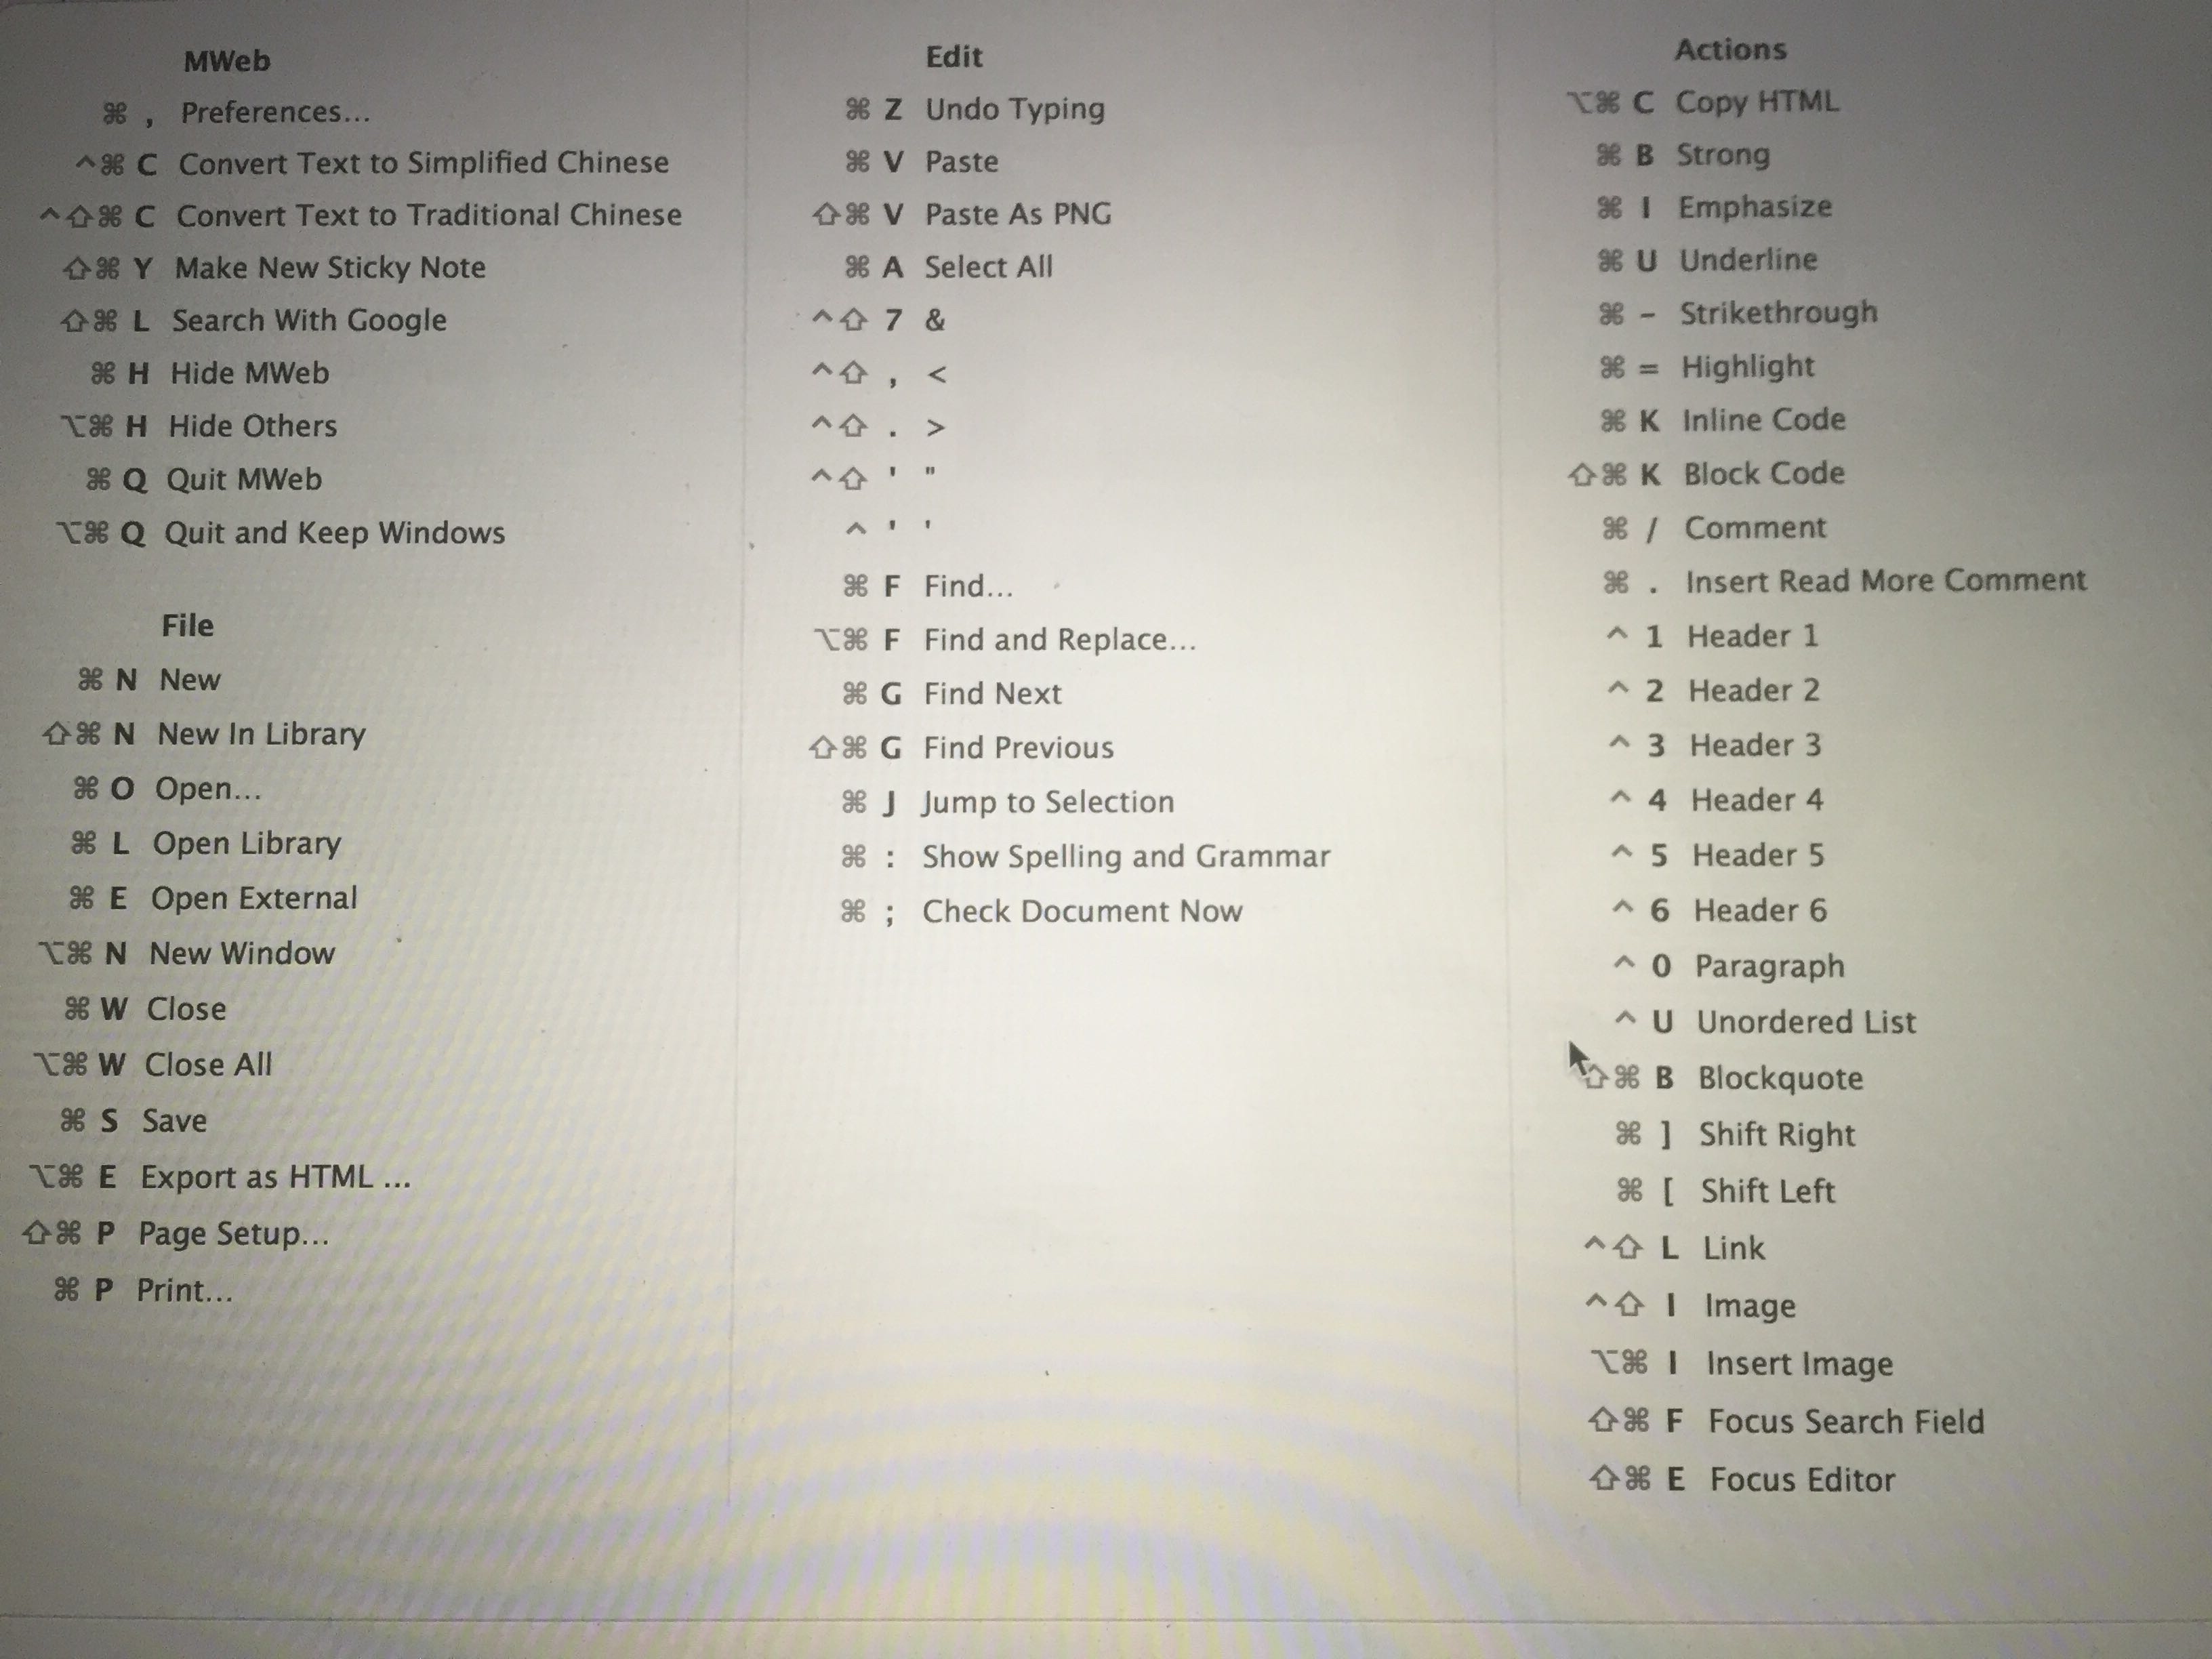 MWeb
⌘ , Preferences...
^⌘ C Convert Text to Simplified Chinese
^⇧⌘ C Convert Text to Traditional Chinese
⇧⌘ Y Make New Sticky Note
⇧⌘ L Search With Google
⌘ H Hide MWeb
⌥⌘ H Hide Others
⌘ Q Quit MWeb
⌥⌘ Q Quit and Keep Windows
File
⌘ N New
⇧⌘ N New In Library
⌘ O Open...
⌘ L Open Library
⌘ E Open External
⌥⌘ N New Window
⌘ W Close
⌥⌘ W Close All
⌘ S Save
⌥⌘ E Export as HTML ...
⇧⌘ P Page Setup...
⌘ P Print...
Edit
⌘ Z Undo Typing
⌘ V Paste
⇧⌘ V Paste As PNG
⌘ A Select All
^⇧ 7 &
^⇧ , <
^⇧ . >
^⇧ ' "
^ ' '
⌘ F Find...
⌥⌘ F Find and Replace...
⌘ G Find Next
⇧⌘ G Find Previous
⌘ J Jump to Selection
⌘ : Show Spelling and Grammar
⌘ ; Check Document Now
Actions
⌥⌘ C Copy HTML
⌘ B Strong
⌘ I Emphasize
⌘ U Underline
⌘ - Strikethrough
⌘ = Highlight
⌘ K Inline Code
⇧⌘ K Block Code
⌘ / Comment
⌘ . Insert Read More Comment
^ 1 Header 1
^ 2 Header 2
^ 3 Header 3
^ 4 Header 4
^ 5 Header 5
^ 6 Header 6
^ 0 Paragraph
^ U Unordered List
⇧⌘ B Blockquote
⌘ ] Shift Right
⌘ [ Shift Left
^⇧ L Link
^⇧ I Image
⌥⌘ I Insert Image
⇧⌘ F Focus Search Field
⇧⌘ E Focus Editor